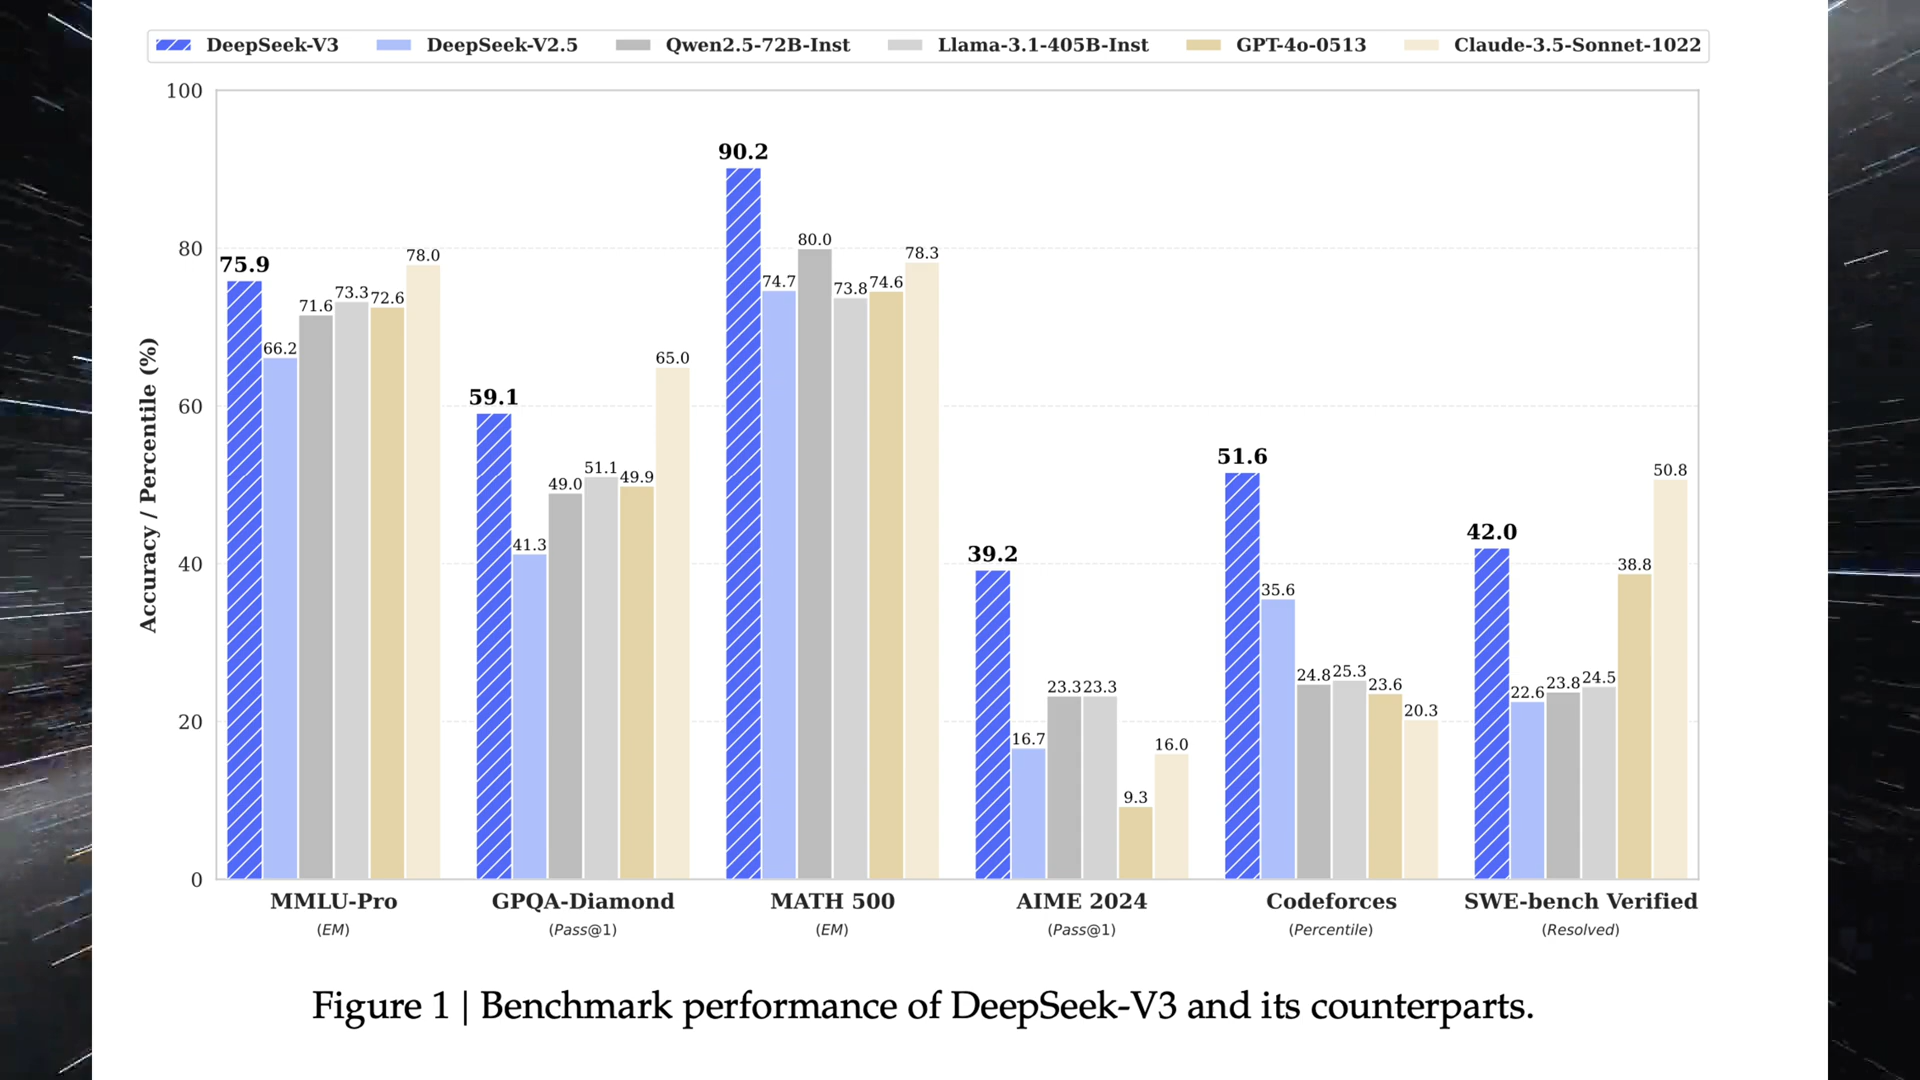 DeepSeek-V3 DeepSeek-V2.5 Qwen2.5-72B-Inst Llama-3.1-405B-Inst GPT-4o-0513 Claude-3.5-Sonnet-1022
Accuracy / Percentile (%)
100
80
60
40
20
0
75.9 66.2 71.6 73.3 72.6 78.0
59.1 41.3 49.0 51.1 49.9 65.0
90.2 74.7 80.0 73.8 74.6 78.3
39.2 16.7 23.3 23.3 9.3 16.0
51.6 35.6 24.8 25.3 23.6 20.3
42.0 22.6 23.8 24.5 38.8 50.8
MMLU-Pro GPQA-Diamond MATH 500 AIME 2024 Codeforces SWE-bench Verified
(EM) (Pass@1) (EM) (Pass@1) (Percentile) (Resolved)
Figure 1 | Benchmark performance of DeepSeek-V3 and its counterparts.